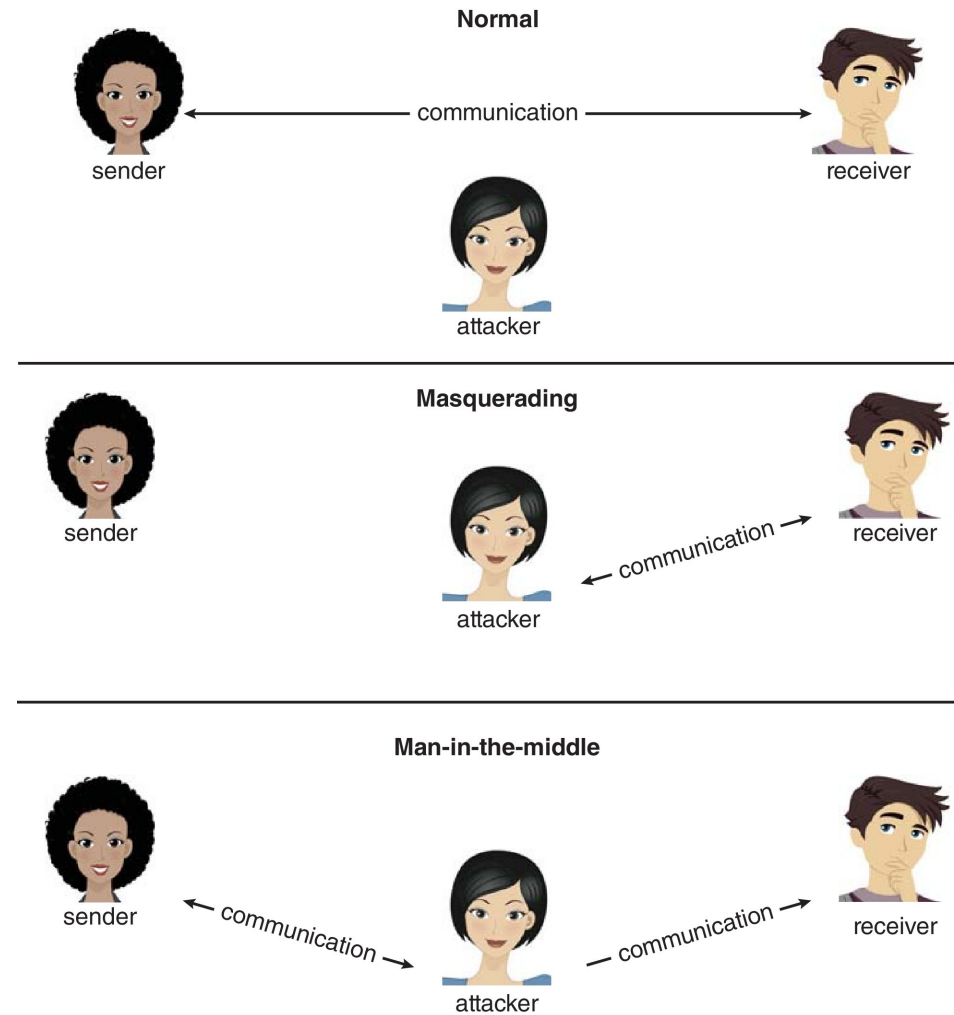 Normal
communication
sender
receiver
attacker
Masquerading
sender
communication
receiver
attacker
Man-in-the-middle
sender
communication
communication
receiver
attacker